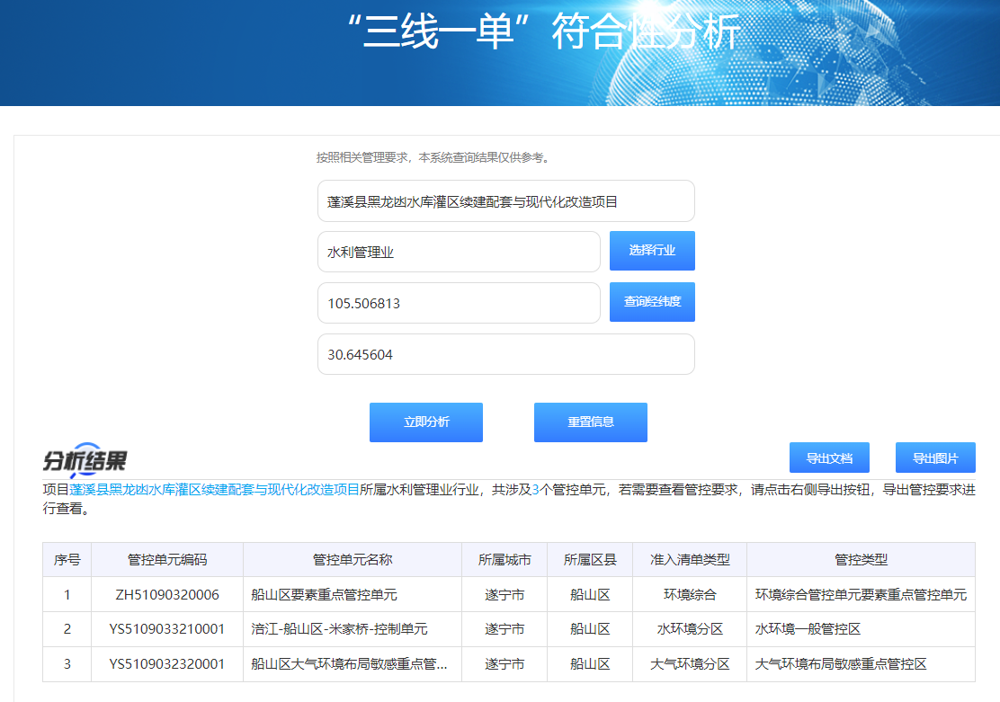 “三线一单”符合性分析
按照相关管理要求，本系统查询结果仅供参考。
蓬溪县黑龙凼水库灌区续建配套与现代化改造项目
水利管理业 选择行业
105.506813 查询经纬度
30.645604
立即分析 重置信息
分析结果 导出文档 导出图片
项目蓬溪县黑龙凼水库灌区续建配套与现代化改造项目所属水利管理业行业，共涉及3个管控单元，若需要查看管控要求，请点击右侧导出按钮，导出管控要求进
行查看。
序号 管控单元编码 管控单元名称 所属城市 所属区县 准入清单类型 管控类型
1 ZH51090320006 船山区要素重点管控单元 遂宁市 船山区 环境综合 环境综合管控单元要素重点管控单元
2 YS5109033210001 涪江-船山区-米家桥-控制单元 遂宁市 船山区 水环境分区 水环境一般管控区
3 YS5109032320001 船山区大气环境布局敏感重点管... 遂宁市 船山区 大气环境分区 大气环境布局敏感重点管控区